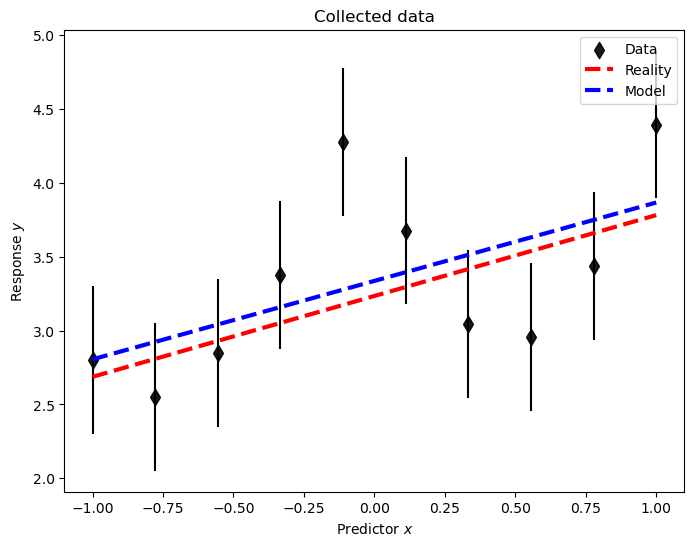 Collected data
Data
Reality
Model
5.0
4.5
4.0
3.5
3.0
2.5
2.0
Response y
−1.00 −0.75 −0.50 −0.25 0.00 0.25 0.50 0.75 1.00
Predictor x